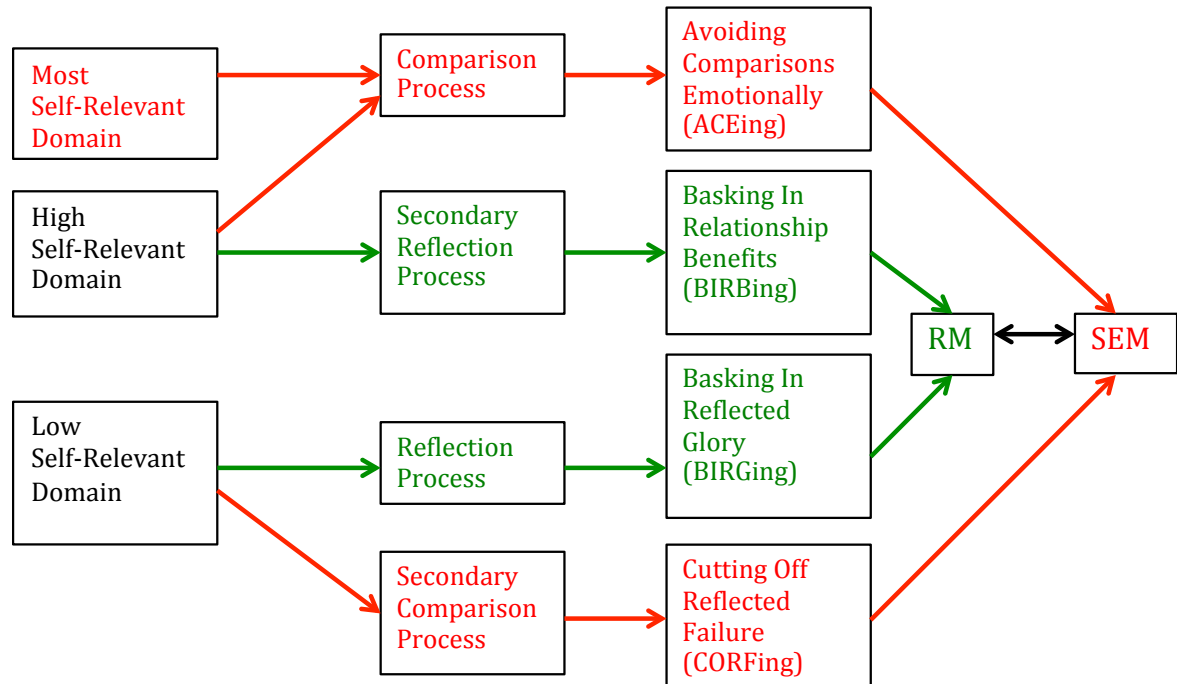 Most
Self-Relevant
Domain
Comparison
Process
Avoiding
Comparisons
Emotionally
(ACEing)
High
Self-Relevant
Domain
Secondary
Reflection
Process
Basking In
Relationship
Benefits
(BIRBing)
RM
SEM
Low
Self-Relevant
Domain
Reflection
Process
Basking In
Reflected
Glory
(BIRGing)
Secondary
Comparison
Process
Cutting Off
Reflected
Failure
(CORFing)